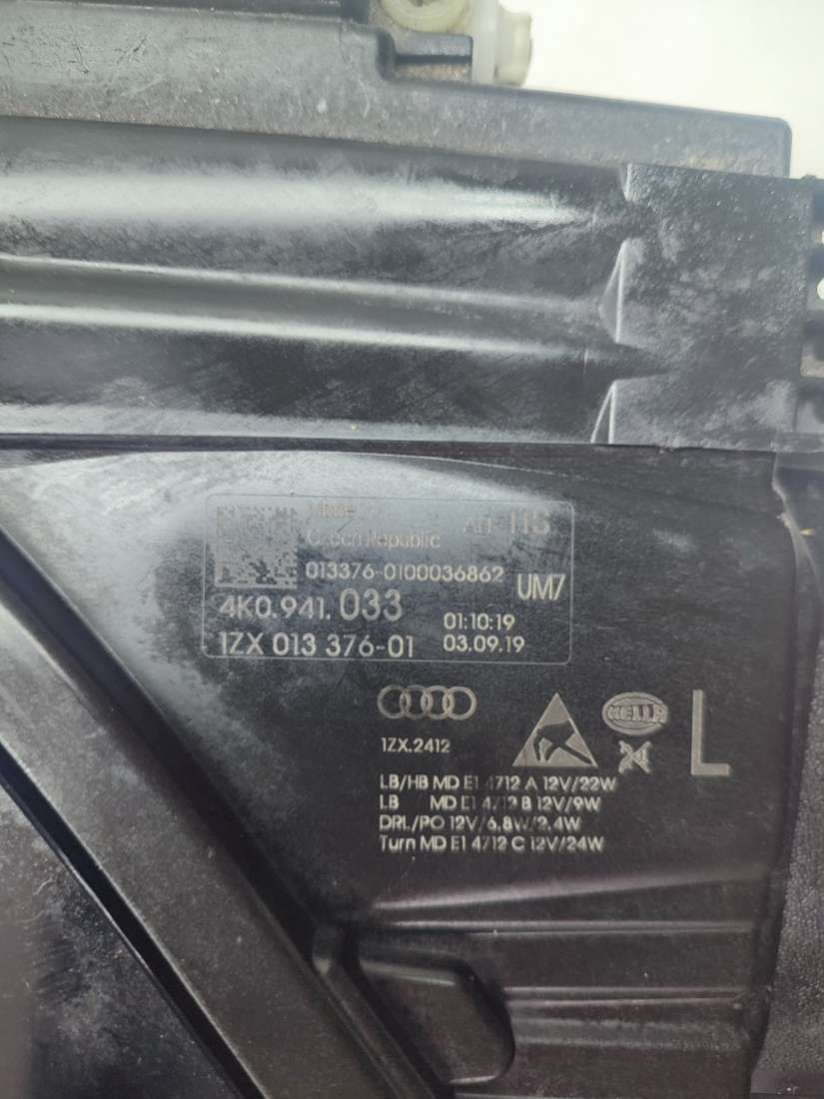 Made in
Czech Republic
013376-0100036862
UM7
4K0.941.033
01:10:19
1ZX 013 376-01
03.09.19
1ZX.2412
HELLA
L
LB/HB MD E1 4712 A 12V/22W
LB MD E1 4712 B 12V/9W
DRL/PO 12V/6.8W/2.4W
Turn MD E1 4712 C 12V/24W